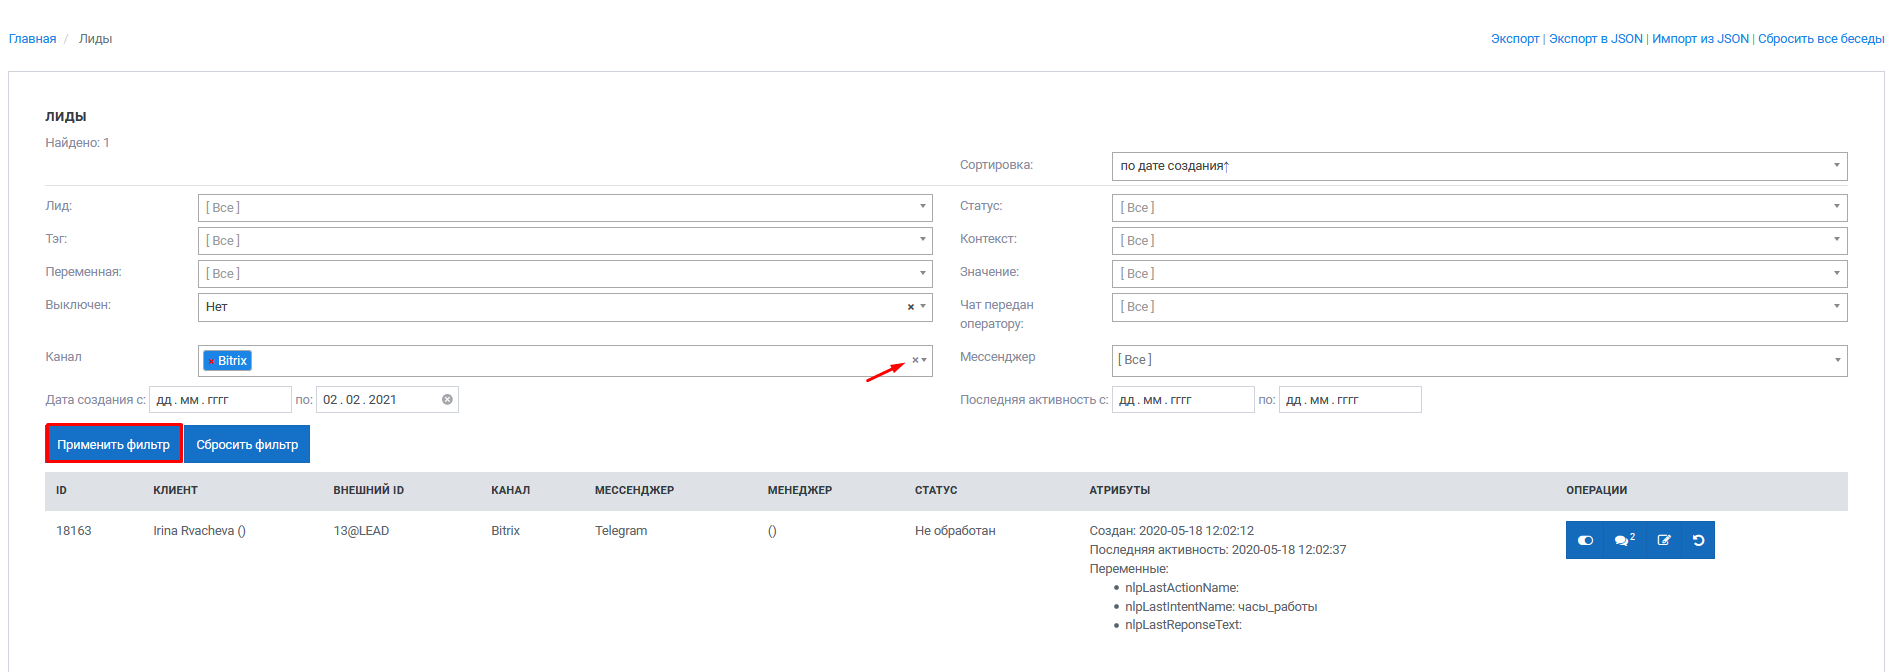 Главная / Лиды
Экспорт | Экспорт в JSON | Импорт из JSON | Сбросить все беседы
ЛИДЫ
Найдено: 1
Сортировка: по дате создания↑
Лид: [ Все ] Статус: [ Все ]
Тэг: [ Все ] Контекст: [ Все ]
Переменная: [ Все ] Значение: [ Все ]
Выключен: Нет × Чат передан
оператору: [ Все ]
Канал × Bitrix × Мессенджер [ Все ]
Дата создания с: дд . мм . гггг по: 02 . 02 . 2021 Последняя активность с: дд . мм . гггг по: дд . мм . гггг
Применить фильтр Сбросить фильтр
ID КЛИЕНТ ВНЕШНИЙ ID КАНАЛ МЕССЕНДЖЕР МЕНЕДЖЕР СТАТУС АТРИБУТЫ ОПЕРАЦИИ
18163 Irina Rvacheva () 13@LEAD Bitrix Telegram () Не обработан Создан: 2020-05-18 12:02:12
2
Последняя активность: 2020-05-18 12:02:37
Переменные:
• nlpLastActionName:
• nlpLastIntentName: часы_работы
• nlpLastReponseText: